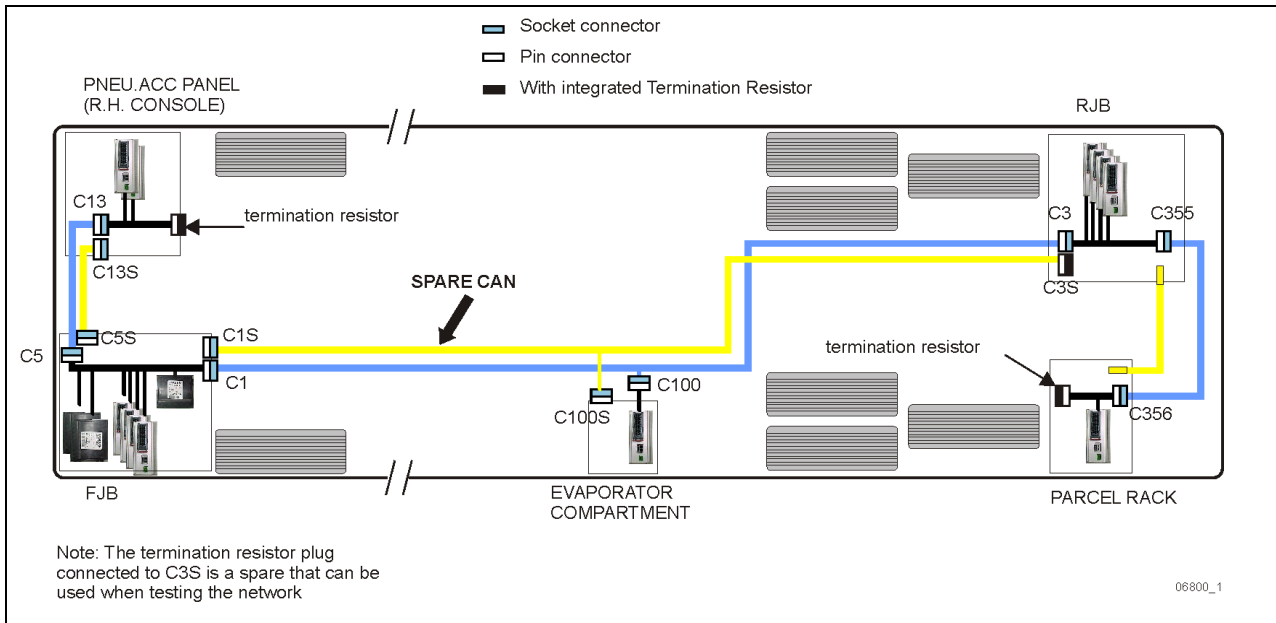 Socket connector
Pin connector
With integrated Termination Resistor
PNEU.ACC PANEL
(R.H. CONSOLE)
RJB
C13
termination resistor
C3
C355
C13S
C3S
SPARE CAN
C5S
C1S
C5
C1
termination resistor
C100
C100S
C356
FJB
EVAPORATOR
COMPARTMENT
PARCEL RACK
Note: The termination resistor plug
connected to C3S is a spare that can be
used when testing the network
06800_1